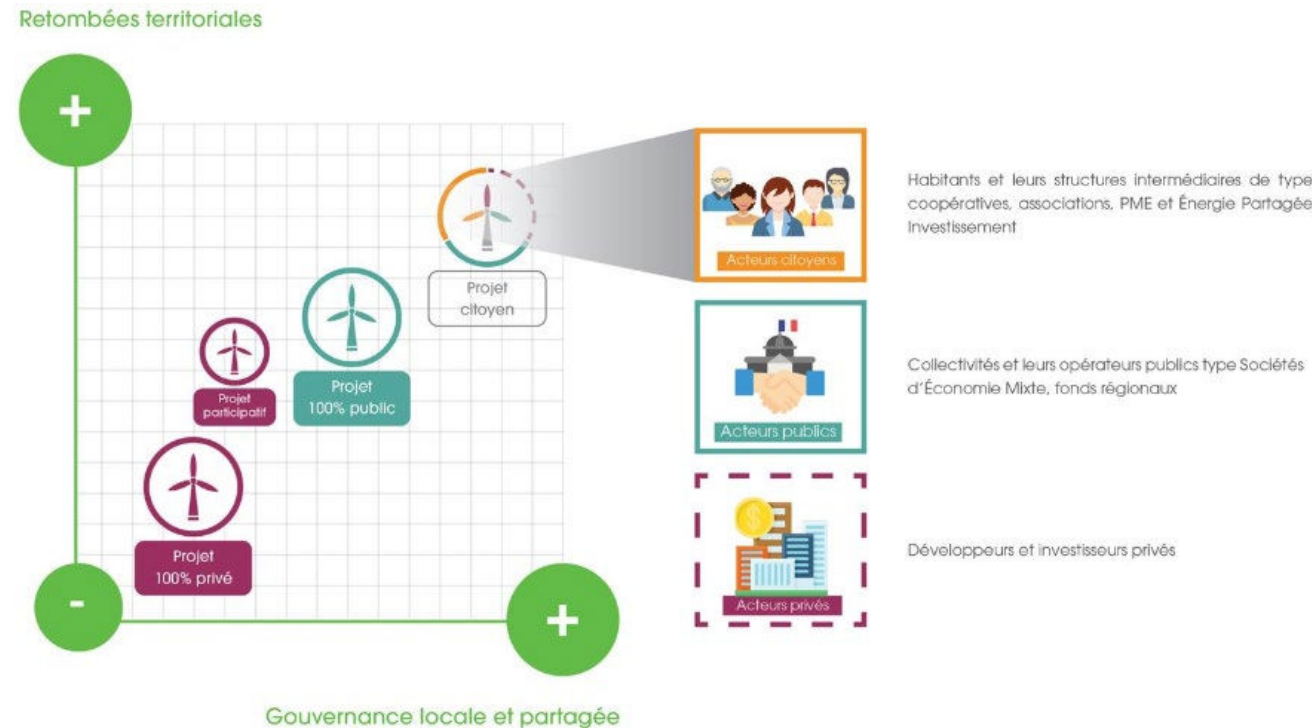 Retombées territoriales
+
Projet
citoyen
Projet
participatif
Projet
100% public
Projet
100% privé
-
+
Gouvernance locale et partagée
Acteurs citoyens
Habitants et leurs structures intermédiaires de type
coopératives, associations, PME et Énergie Partagée
Investissement
Acteurs publics
Collectivités et leurs opérateurs publics type Sociétés
d'Économie Mixte, fonds régionaux
$
Acteurs privés
Développeurs et investisseurs privés